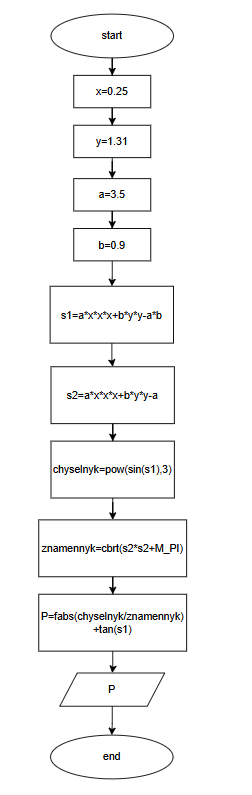 start
x=0.25
y=1.31
a=3.5
b=0.9
s1=a*x*x*x+b*y*y-a*b
s2=a*x*x*x+b*y*y-a
chyselnyk=pow(sin(s1),3)
znamennyk=cbrt(s2*s2+M_PI)
P=fabs(chyselnyk/znamennyk)
+tan(s1)
P
end